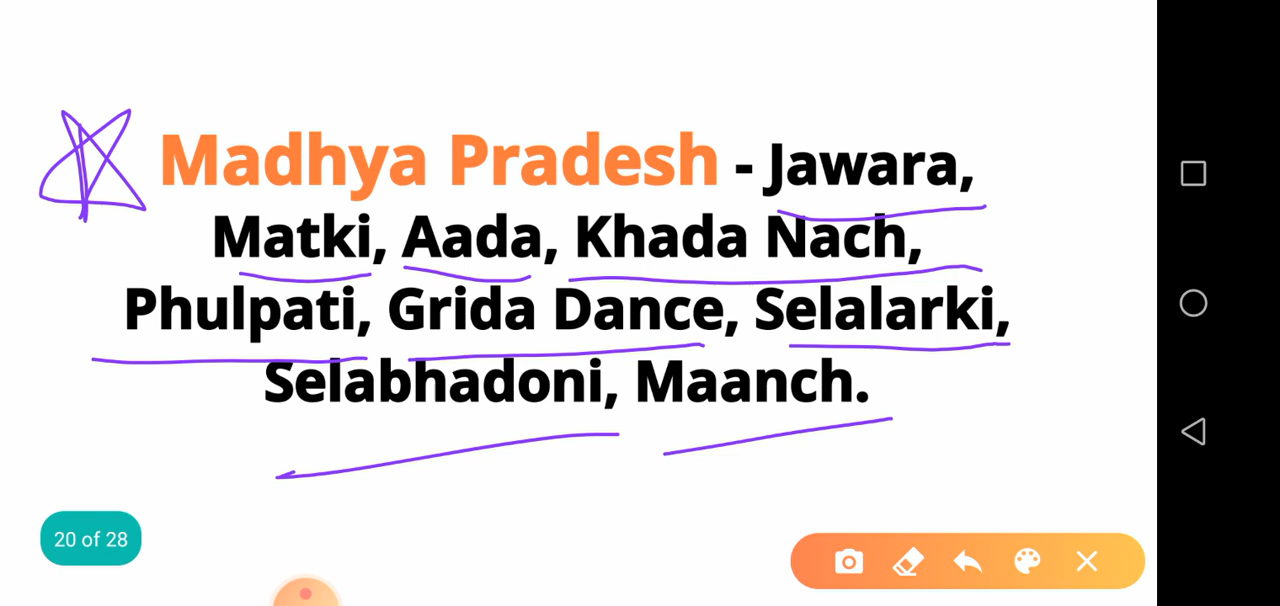 Madhya Pradesh - Jawara,
Matki, Aada, Khada Nach,
Phulpati, Grida Dance, Selalarki,
Selabhadoni, Maanch.
20 of 28